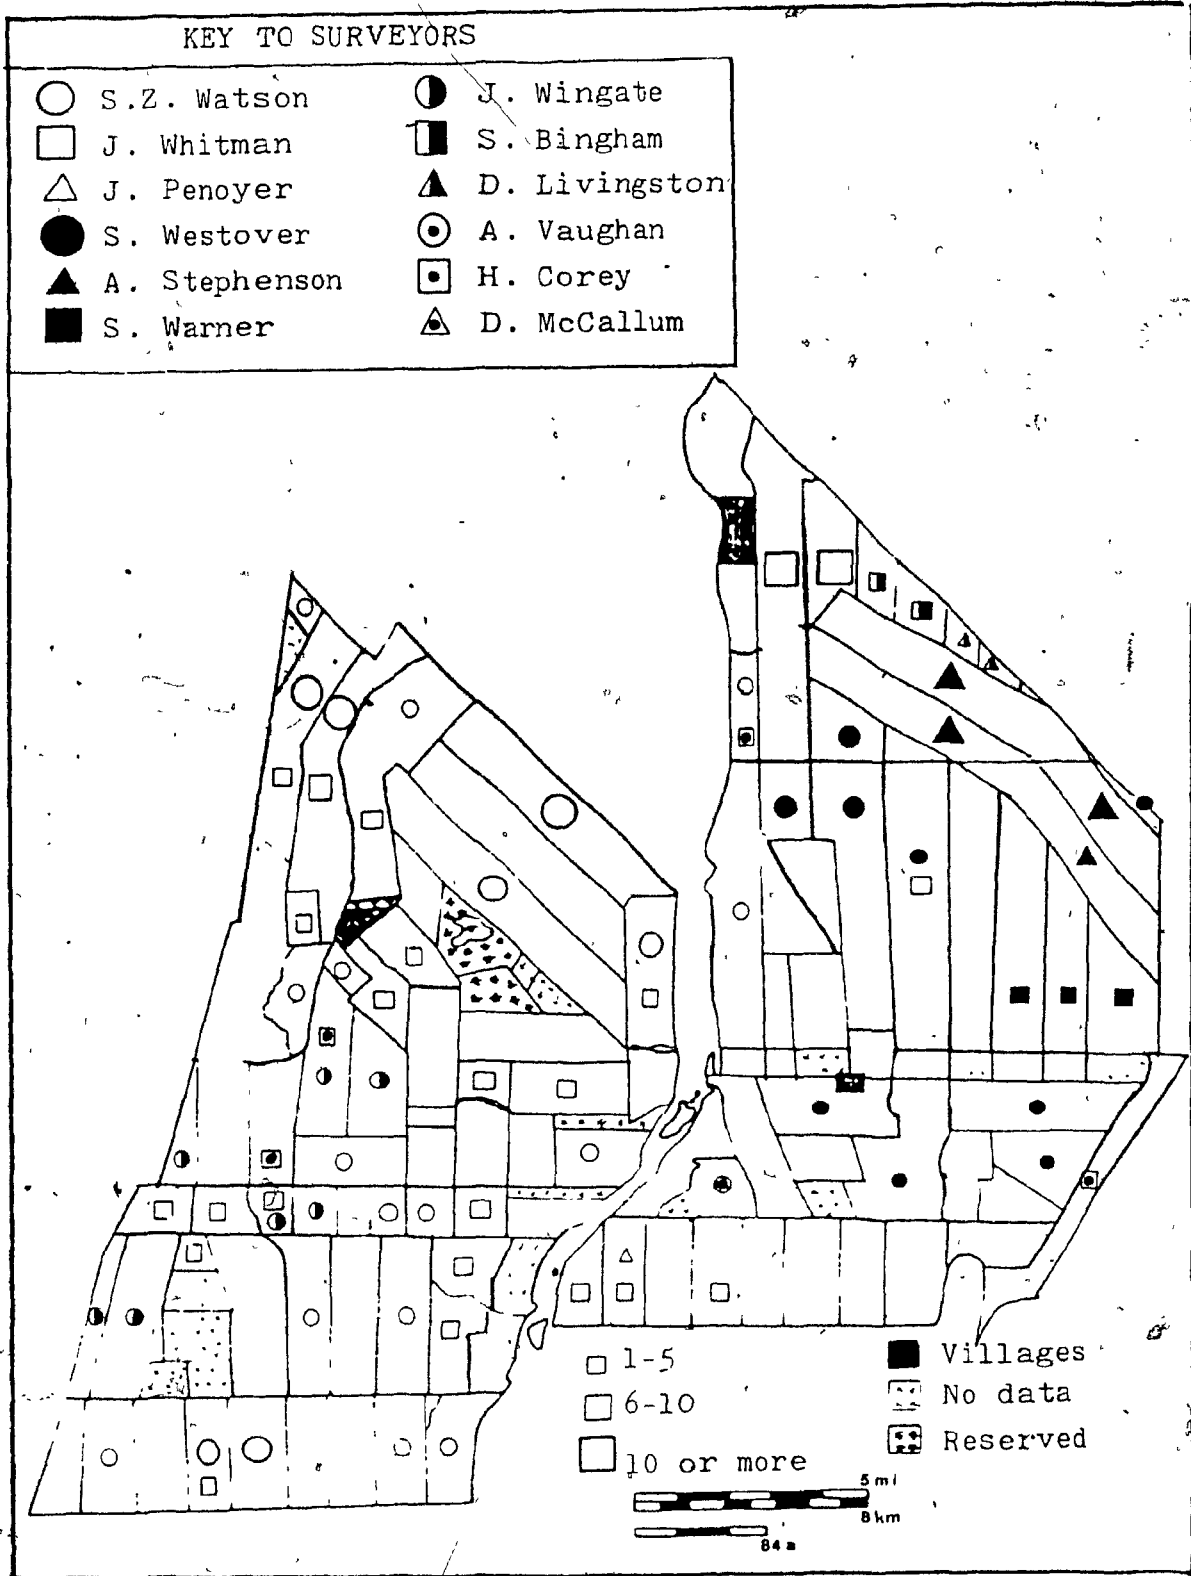 KEY TO SURVEYORS
S.Z. Watson
J. Whitman
J. Penoyer
S. Westover
A. Stephenson
S. Warner
J. Wingate
S. Bingham
D. Livingston
A. Vaughan
H. Corey
D. McCallum
1-5
6-10
10 or more
Villages
No data
Reserved
5 mi
8 km
84 a